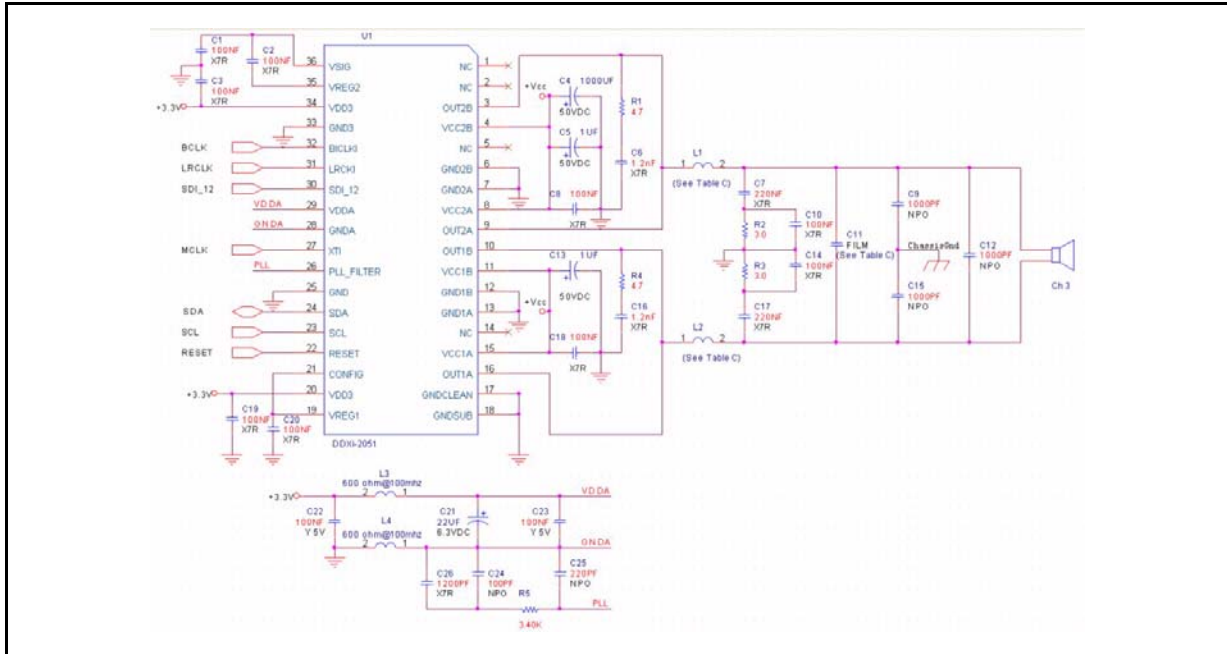 U1
C1
100NF
X7R
C2
100NF
X7R
C3
100NF
X7R
+3.3V
BCLK
LRCLK
SDI_12
VDDA
GNDA
MCLK
PLL
SDA
SCL
RESET
+3.3V
C19
100NF
X7R
C20
100NF
X7R
36 VSIG
35 VREG2
34 VDD3
33 GND3
32 BICLKI
31 LRCKI
30 SDI_12
29 VDDA
28 GNDA
27 XTI
26 PLL_FILTER
25 GND
24 SDA
23 SCL
22 RESET
21 CONFIG
20 VDD3
19 VREG1
NC 1
NC 2
OUT2B 3
VCC2B 4
NC 5
GND2B 6
GND2A 7
VCC2A 8
OUT2A 9
OUT1B 10
VCC1B 11
GND1B 12
GND1A 13
NC 14
VCC1A 15
OUT1A 16
GNDCLEAN 17
GNDSUB 18
DDXi-2051
+Vcc
C4 1000UF
+
50VDC
C5 1UF
+
50VDC
C8 100NF
X7R
R1
4.7
C6
1.2nF
X7R
C13 1UF
+
50VDC
+Vcc
C18 100NF
X7R
R4
4.7
C16
1.2nF
X7R
L1
1 2
(See Table C)
L2
1 2
(See Table C)
C7
220NF
X7R
R2
3.0
R3
3.0
C17
220NF
X7R
C10
100NF
X7R
C14
100NF
X7R
C11
FILM
(See Table C)
C9
1000PF
NPO
ChassisGnd
C15
1000PF
NPO
C12
1000PF
NPO
Ch 3
L3
600 ohm@100mhz
2 1
+3.3V
VDDA
C22
100NF
Y5V
L4
600 ohm@100mhz
2 1
C21
22UF
6.3VDC
+
C23
100NF
Y5V
GNDA
C26
1200PF
X7R
C24
100PF
NPO
C25
220PF
NPO
R5
3.40K
PLL